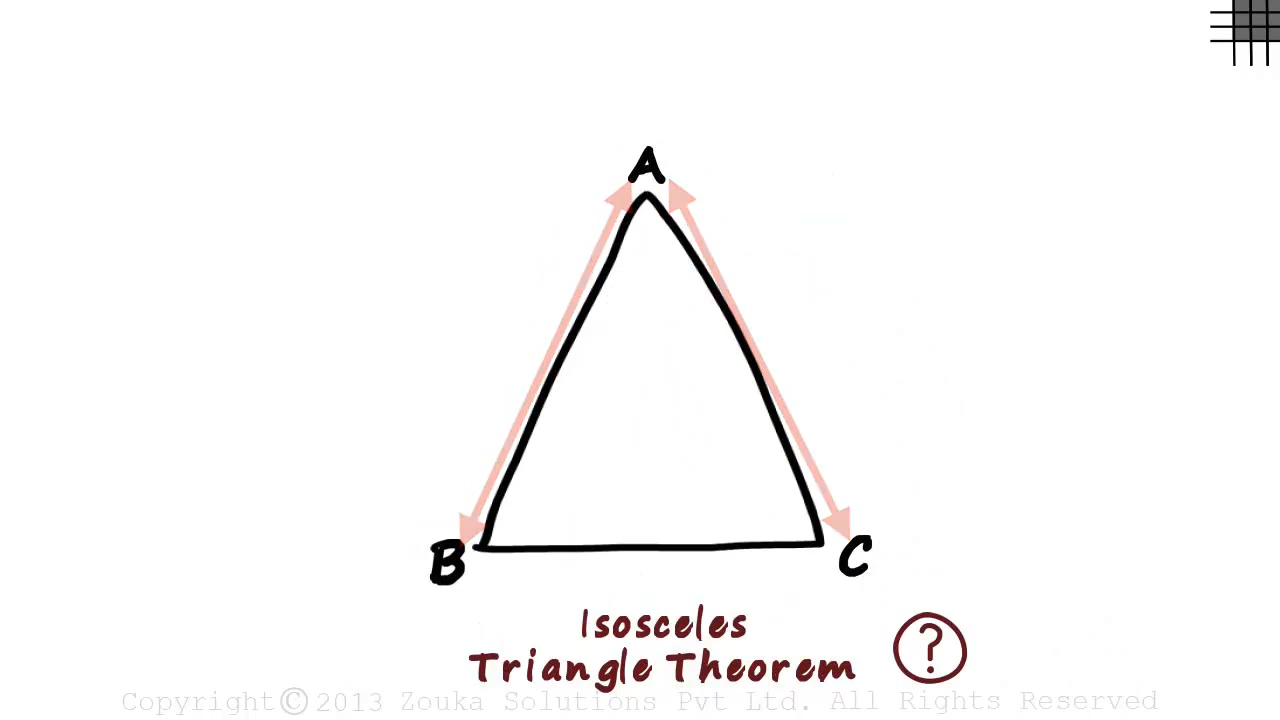 A
B
C
Isosceles
Triangle Theorem ?
Copyright © 2013 Zouka Solutions Pvt Ltd. All Rights Reserved